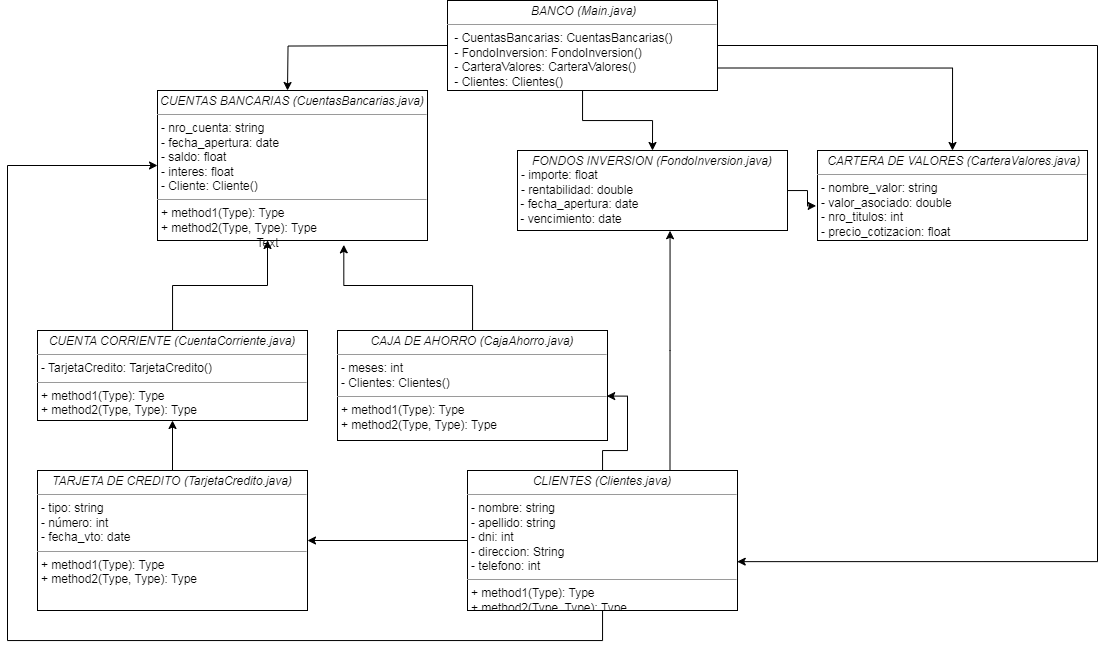 BANCO (Main.java)
- CuentasBancarias: CuentasBancarias()
- FondoInversion: FondoInversion()
- CarteraValores: CarteraValores()
- Clientes: Clientes()
CUENTAS BANCARIAS (CuentasBancarias.java)
- nro_cuenta: string
- fecha_apertura: date
- saldo: float
- interes: float
- Cliente: Cliente()
+ method1(Type): Type
+ method2(Type, Type): Type
Text
FONDOS INVERSION (FondoInversion.java)
- importe: float
- rentabilidad: double
- fecha_apertura: date
- vencimiento: date
CARTERA DE VALORES (CarteraValores.java)
- nombre_valor: string
- valor_asociado: double
- nro_titulos: int
- precio_cotizacion: float
CUENTA CORRIENTE (CuentaCorriente.java)
- TarjetaCredito: TarjetaCredito()
+ method1(Type): Type
+ method2(Type, Type): Type
CAJA DE AHORRO (CajaAhorro.java)
- meses: int
- Clientes: Clientes()
+ method1(Type): Type
+ method2(Type, Type): Type
TARJETA DE CREDITO (TarjetaCredito.java)
- tipo: string
- número: int
- fecha_vto: date
+ method1(Type): Type
+ method2(Type, Type): Type
CLIENTES (Clientes.java)
- nombre: string
- apellido: string
- dni: int
- direccion: String
- telefono: int
+ method1(Type): Type
+ method2(Type, Type): Type